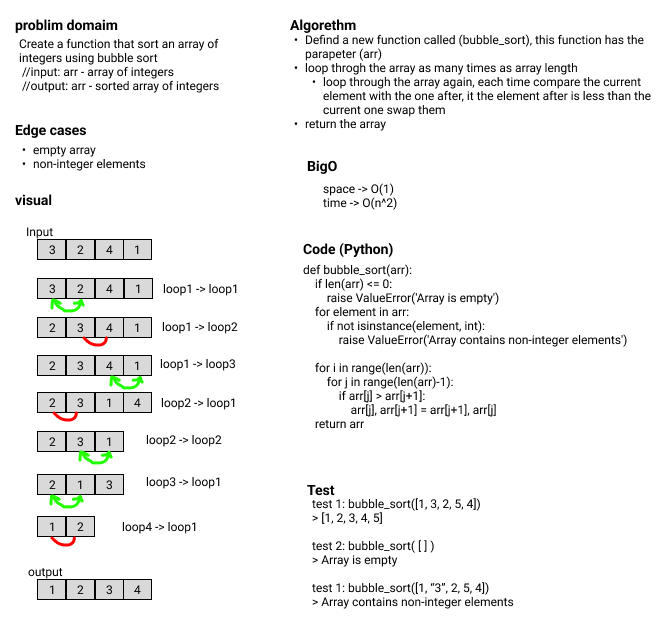 problim domaim
Create a function that sort an array of
integers using bubble sort
//input: arr - array of integers
//output: arr - sorted array of integers
Edge cases
• empty array
• non-integer elements
visual
Input
3 2 4 1
3 2 4 1 loop1 -> loop1
2 3 4 1 loop1 -> loop2
2 3 4 1 loop1 -> loop3
2 3 1 4 loop2 -> loop1
2 3 1 loop2 -> loop2
2 1 3 loop3 -> loop1
1 2 loop4 -> loop1
output
1 2 3 4
Algorethm
• Defind a new function called (bubble_sort), this function has the
parapeter (arr)
• loop throgh the array as many times as array length
• loop through the array again, each time compare the current
element with the one after, it the element after is less than the
current one swap them
• return the array
BigO
space -> O(1)
time -> O(n^2)
Code (Python)
def bubble_sort(arr):
if len(arr) <= 0:
raise ValueError('Array is empty')
for element in arr:
if not isinstance(element, int):
raise ValueError('Array contains non-integer elements')
for i in range(len(arr)):
for j in range(len(arr)-1):
if arr[j] > arr[j+1]:
arr[j], arr[j+1] = arr[j+1], arr[j]
return arr
Test
test 1: bubble_sort([1, 3, 2, 5, 4])
> [1, 2, 3, 4, 5]
test 2: bubble_sort( [ ] )
> Array is empty
test 1: bubble_sort([1, “3”, 2, 5, 4])
> Array contains non-integer elements